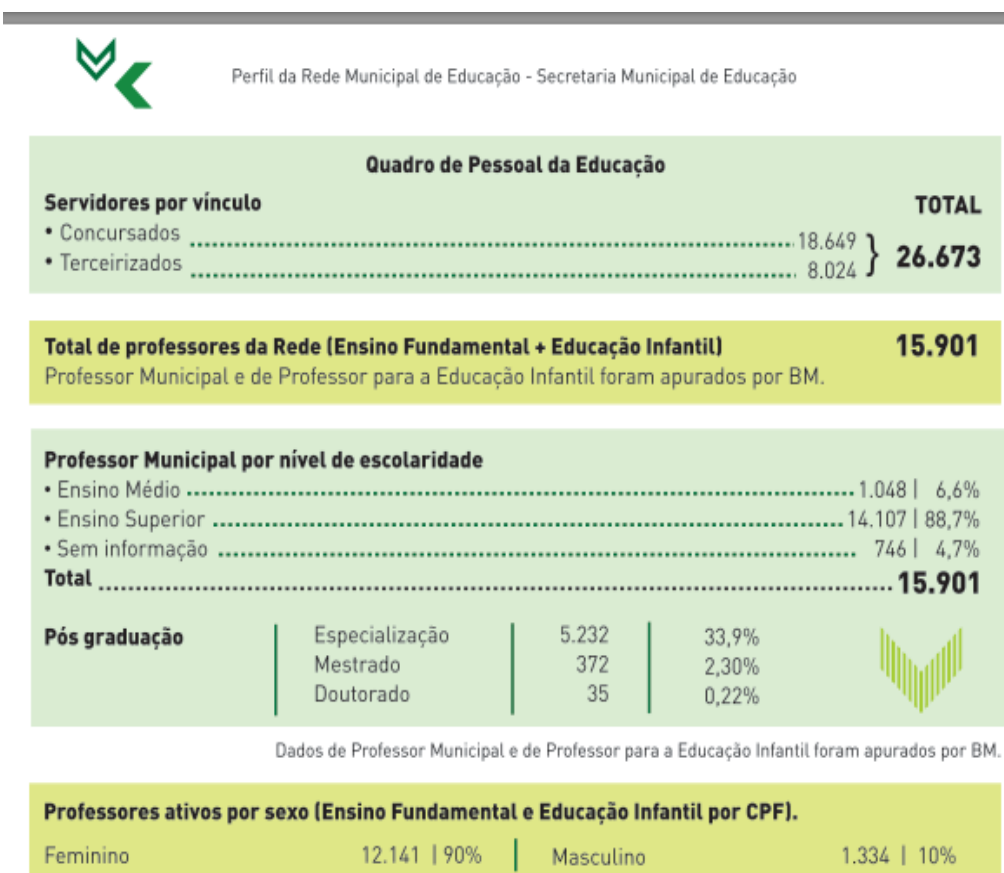 Perfil da Rede Municipal de Educação - Secretaria Municipal de Educação
Quadro de Pessoal da Educação
Servidores por vínculo TOTAL
• Concursados 18.649
• Terceirizados 8.024 } 26.673
Total de professores da Rede (Ensino Fundamental + Educação Infantil) 15.901
Professor Municipal e de Professor para a Educação Infantil foram apurados por BM.
Professor Municipal por nível de escolaridade
• Ensino Médio 1.048 | 6,6%
• Ensino Superior 14.107 | 88,7%
• Sem informação 746 | 4,7%
Total 15.901
Pós graduação Especialização 5.232 33,9%
Mestrado 372 2,30%
Doutorado 35 0,22%
Dados de Professor Municipal e de Professor para a Educação Infantil foram apurados por BM.
Professores ativos por sexo (Ensino Fundamental e Educação Infantil por CPF).
Feminino 12.141 | 90% Masculino 1.334 | 10%